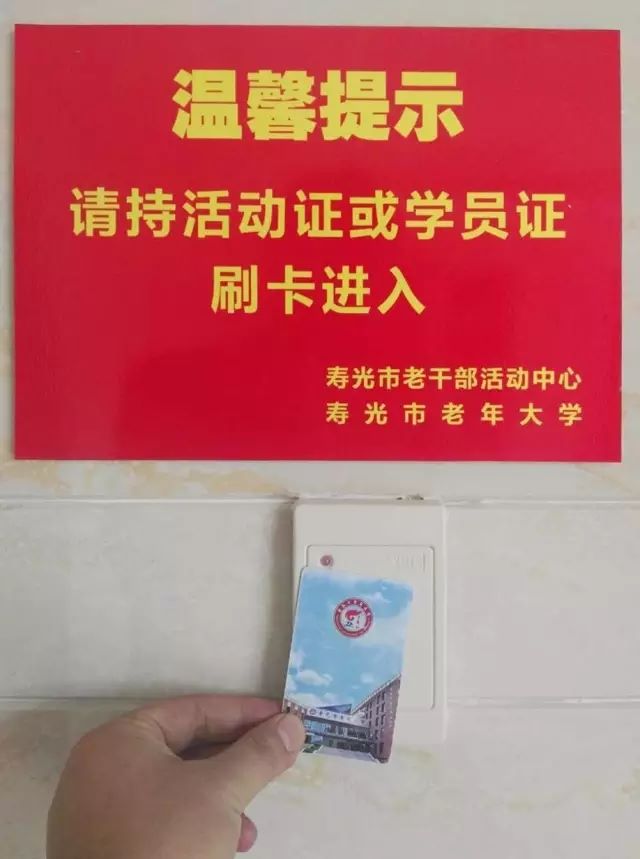 温馨提示
请持活动证或学员证
刷卡进入
寿光市老干部活动中心
寿光市老年大学